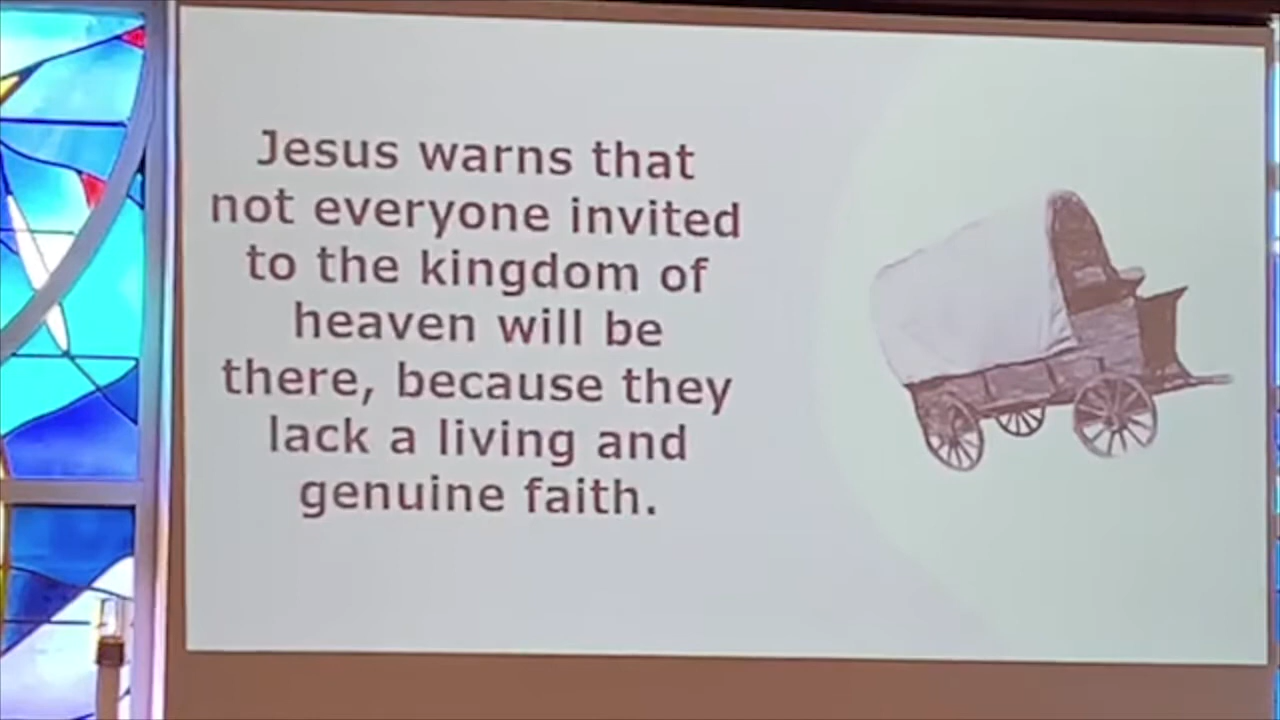 Jesus warns that
not everyone invited
to the kingdom of
heaven will be
there, because they
lack a living and
genuine faith.